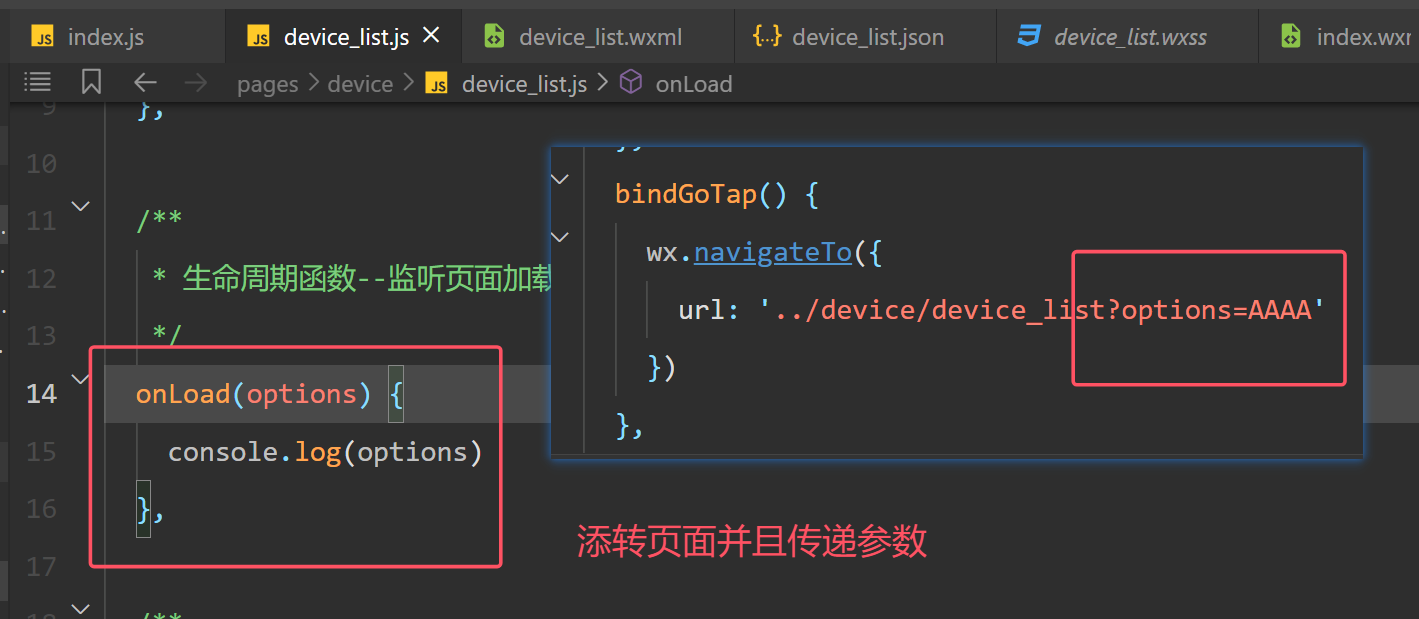 JS index.js JS device_list.js device_list.wxml {..} device_list.json device_list.wxss
pages > device > JS device_list.js > onLoad
9 },
10
11 /**
12 * 生命周期函数--监听页面加载
13 */
14 onLoad(options) {
15 console.log(options)
16 },
17
bindGoTap() {
wx.navigateTo({
url: '../device/device_list?options=AAAA'
})
},
添转页面并且传递参数